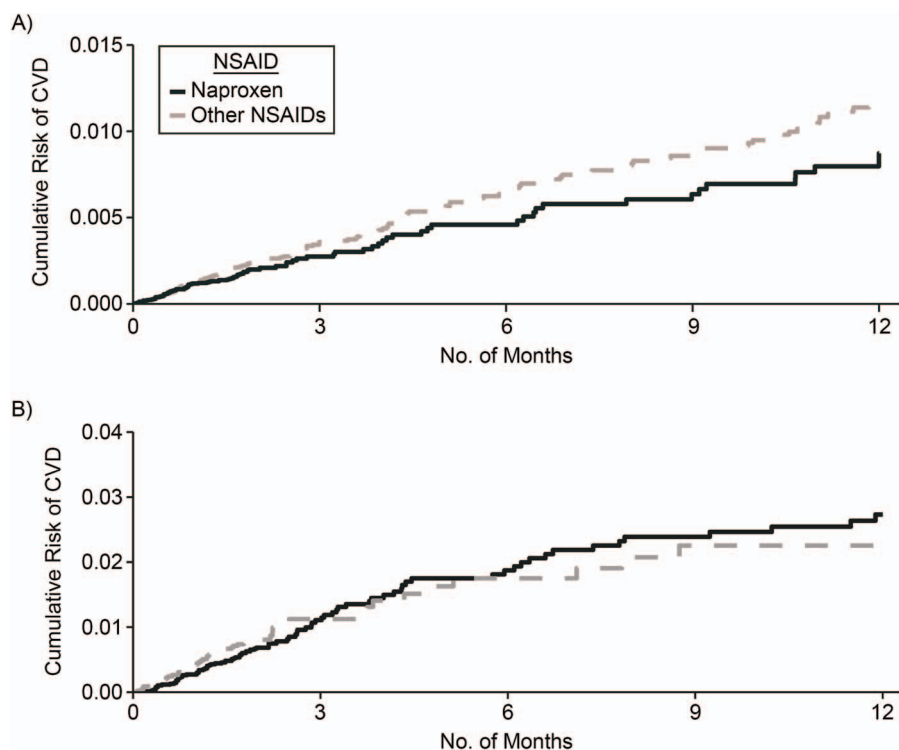 A)
0.015
0.010
0.005
0.000
Cumulative Risk of CVD
NSAID
Naproxen
Other NSAIDs
0 3 6 9 12
No. of Months
B)
0.04
0.03
0.02
0.01
0.00
Cumulative Risk of CVD
0 3 6 9 12
No. of Months